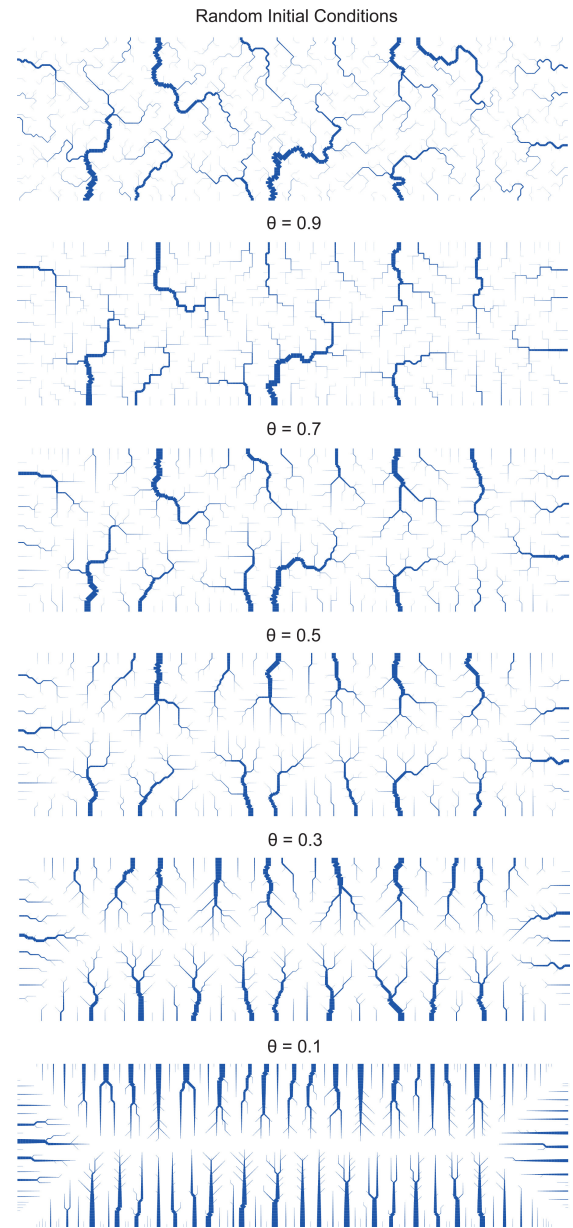 Random Initial Conditions
θ = 0.9
θ = 0.7
θ = 0.5
θ = 0.3
θ = 0.1